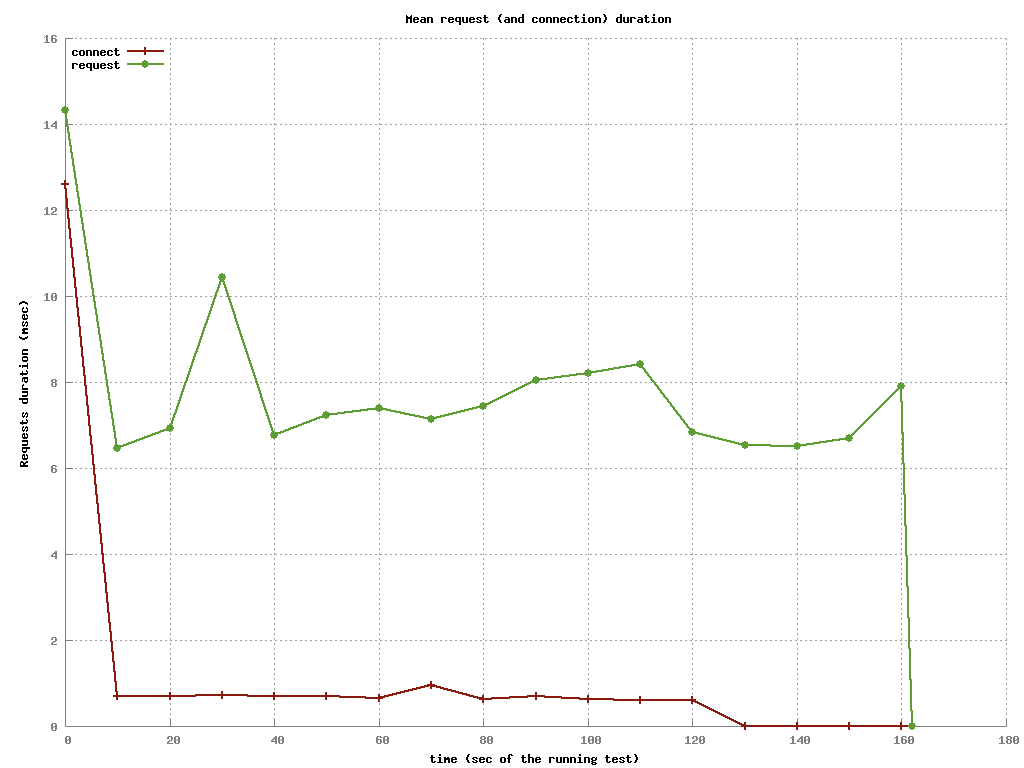 Mean request (and connection) duration
connect
request
16
14
12
10
8
6
4
2
0
Requests duration (msec)
0 20 40 60 80 100 120 140 160 180
time (sec of the running test)